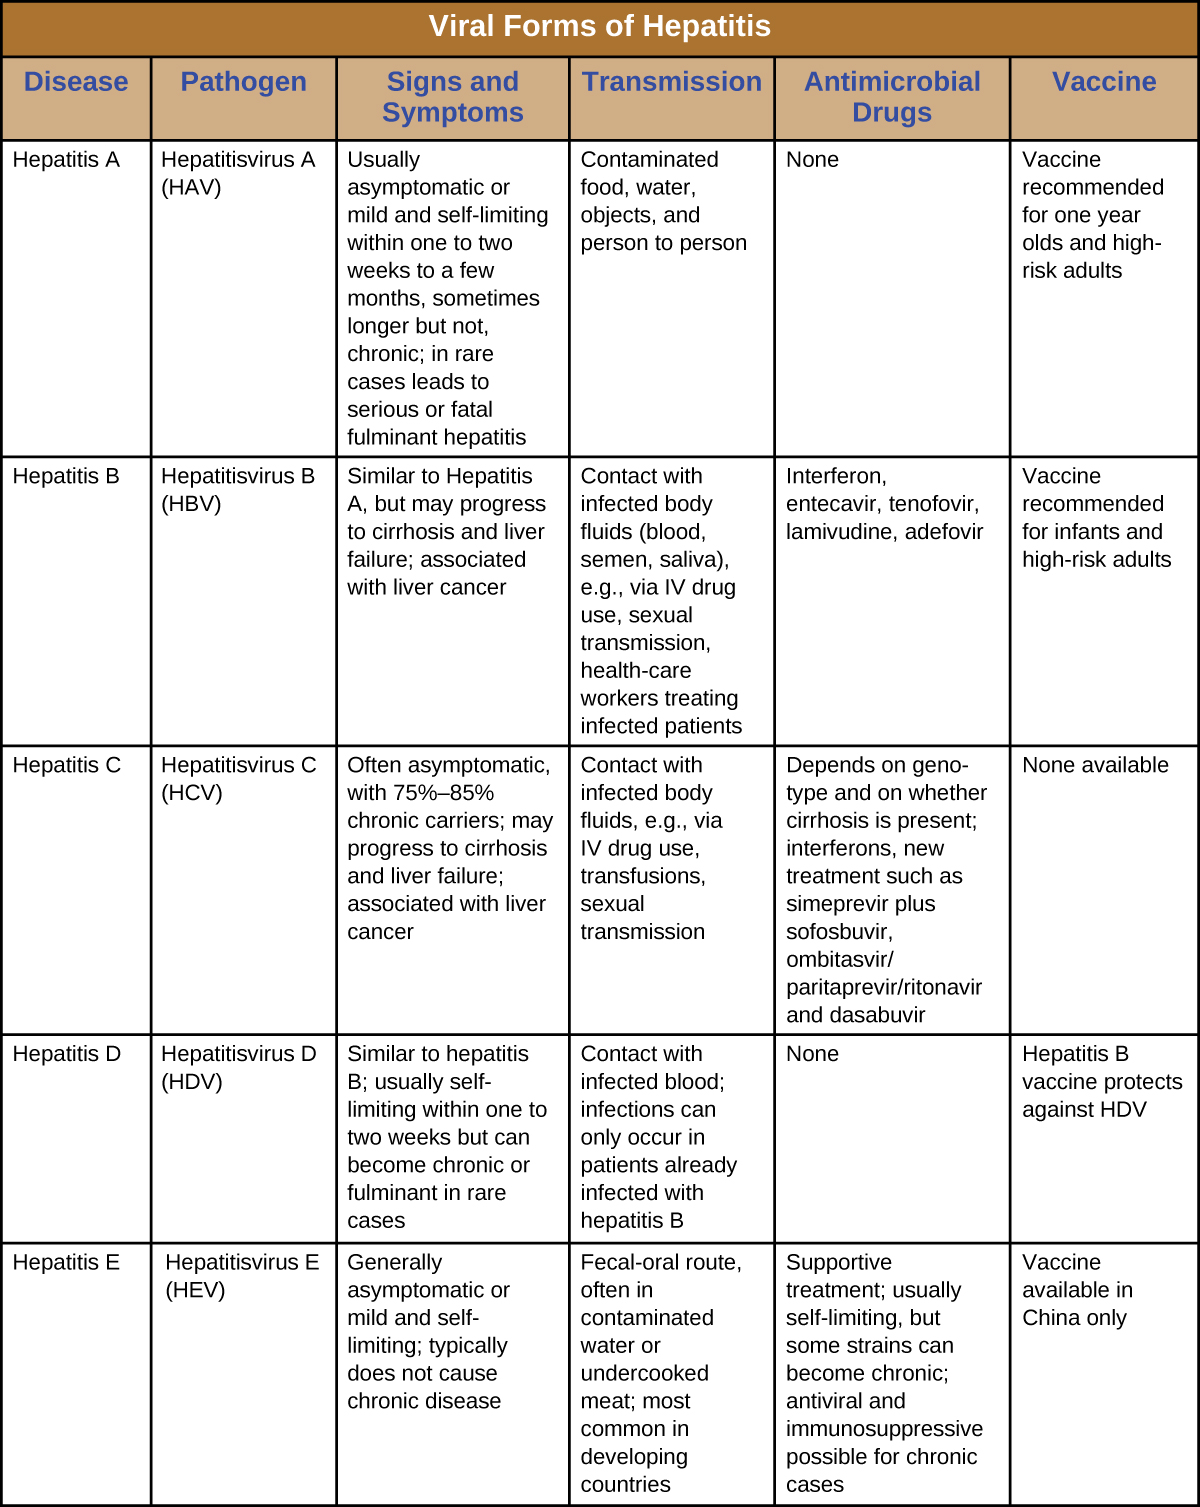 Viral Forms of Hepatitis
Disease
Pathogen
Signs and
Symptoms
Transmission
Antimicrobial
Drugs
Vaccine
Hepatitis A
Hepatitisvirus A
(HAV)
Usually
asymptomatic or
mild and self-limiting
within one to two
weeks to a few
months, sometimes
longer but not,
chronic; in rare
cases leads to
serious or fatal
fulminant hepatitis
Contaminated
food, water,
objects, and
person to person
None
Vaccine
recommended
for one year
olds and high-
risk adults
Hepatitis B
Hepatitisvirus B
(HBV)
Similar to Hepatitis
A, but may progress
to cirrhosis and liver
failure; associated
with liver cancer
Contact with
infected body
fluids (blood,
semen, saliva),
e.g., via IV drug
use, sexual
transmission,
health-care
workers treating
infected patients
Interferon,
entecavir, tenofovir,
lamivudine, adefovir
Vaccine
recommended
for infants and
high-risk adults
Hepatitis C
Hepatitisvirus C
(HCV)
Often asymptomatic,
with 75%–85%
chronic carriers; may
progress to cirrhosis
and liver failure;
associated with liver
cancer
Contact with
infected body
fluids, e.g., via
IV drug use,
transfusions,
sexual
transmission
Depends on geno-
type and on whether
cirrhosis is present;
interferons, new
treatment such as
simeprevir plus
sofosbuvir,
ombitasvir/
paritaprevir/ritonavir
and dasabuvir
None available
Hepatitis D
Hepatitisvirus D
(HDV)
Similar to hepatitis
B; usually self-
limiting within one to
two weeks but can
become chronic or
fulminant in rare
cases
Contact with
infected blood;
infections can
only occur in
patients already
infected with
hepatitis B
None
Hepatitis B
vaccine protects
against HDV
Hepatitis E
Hepatitisvirus E
(HEV)
Generally
asymptomatic or
mild and self-
limiting; typically
does not cause
chronic disease
Fecal-oral route,
often in
contaminated
water or
undercooked
meat; most
common in
developing
countries
Supportive
treatment; usually
self-limiting, but
some strains can
become chronic;
antiviral and
immunosuppressive
possible for chronic
cases
Vaccine
available in
China only